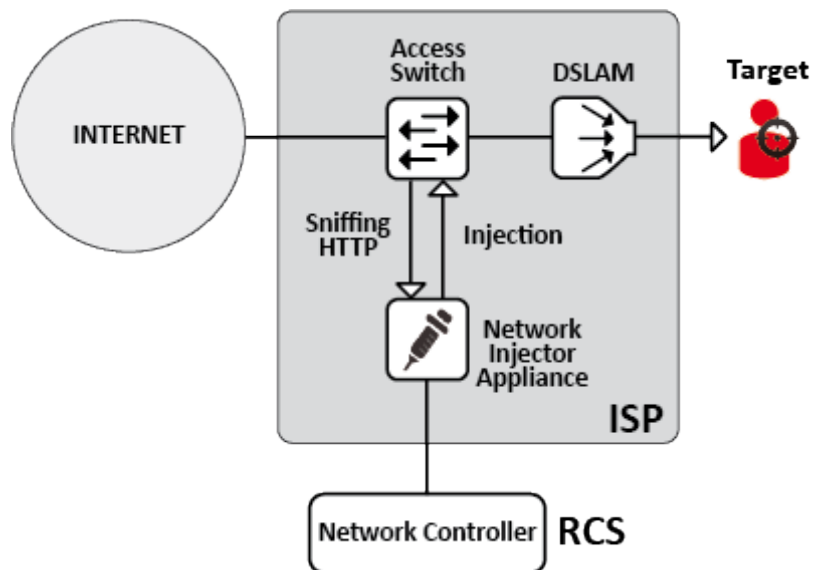 INTERNET
Access
Switch
DSLAM
Target
Sniffing
HTTP
Injection
Network
Injector
Appliance
ISP
Network Controller
RCS